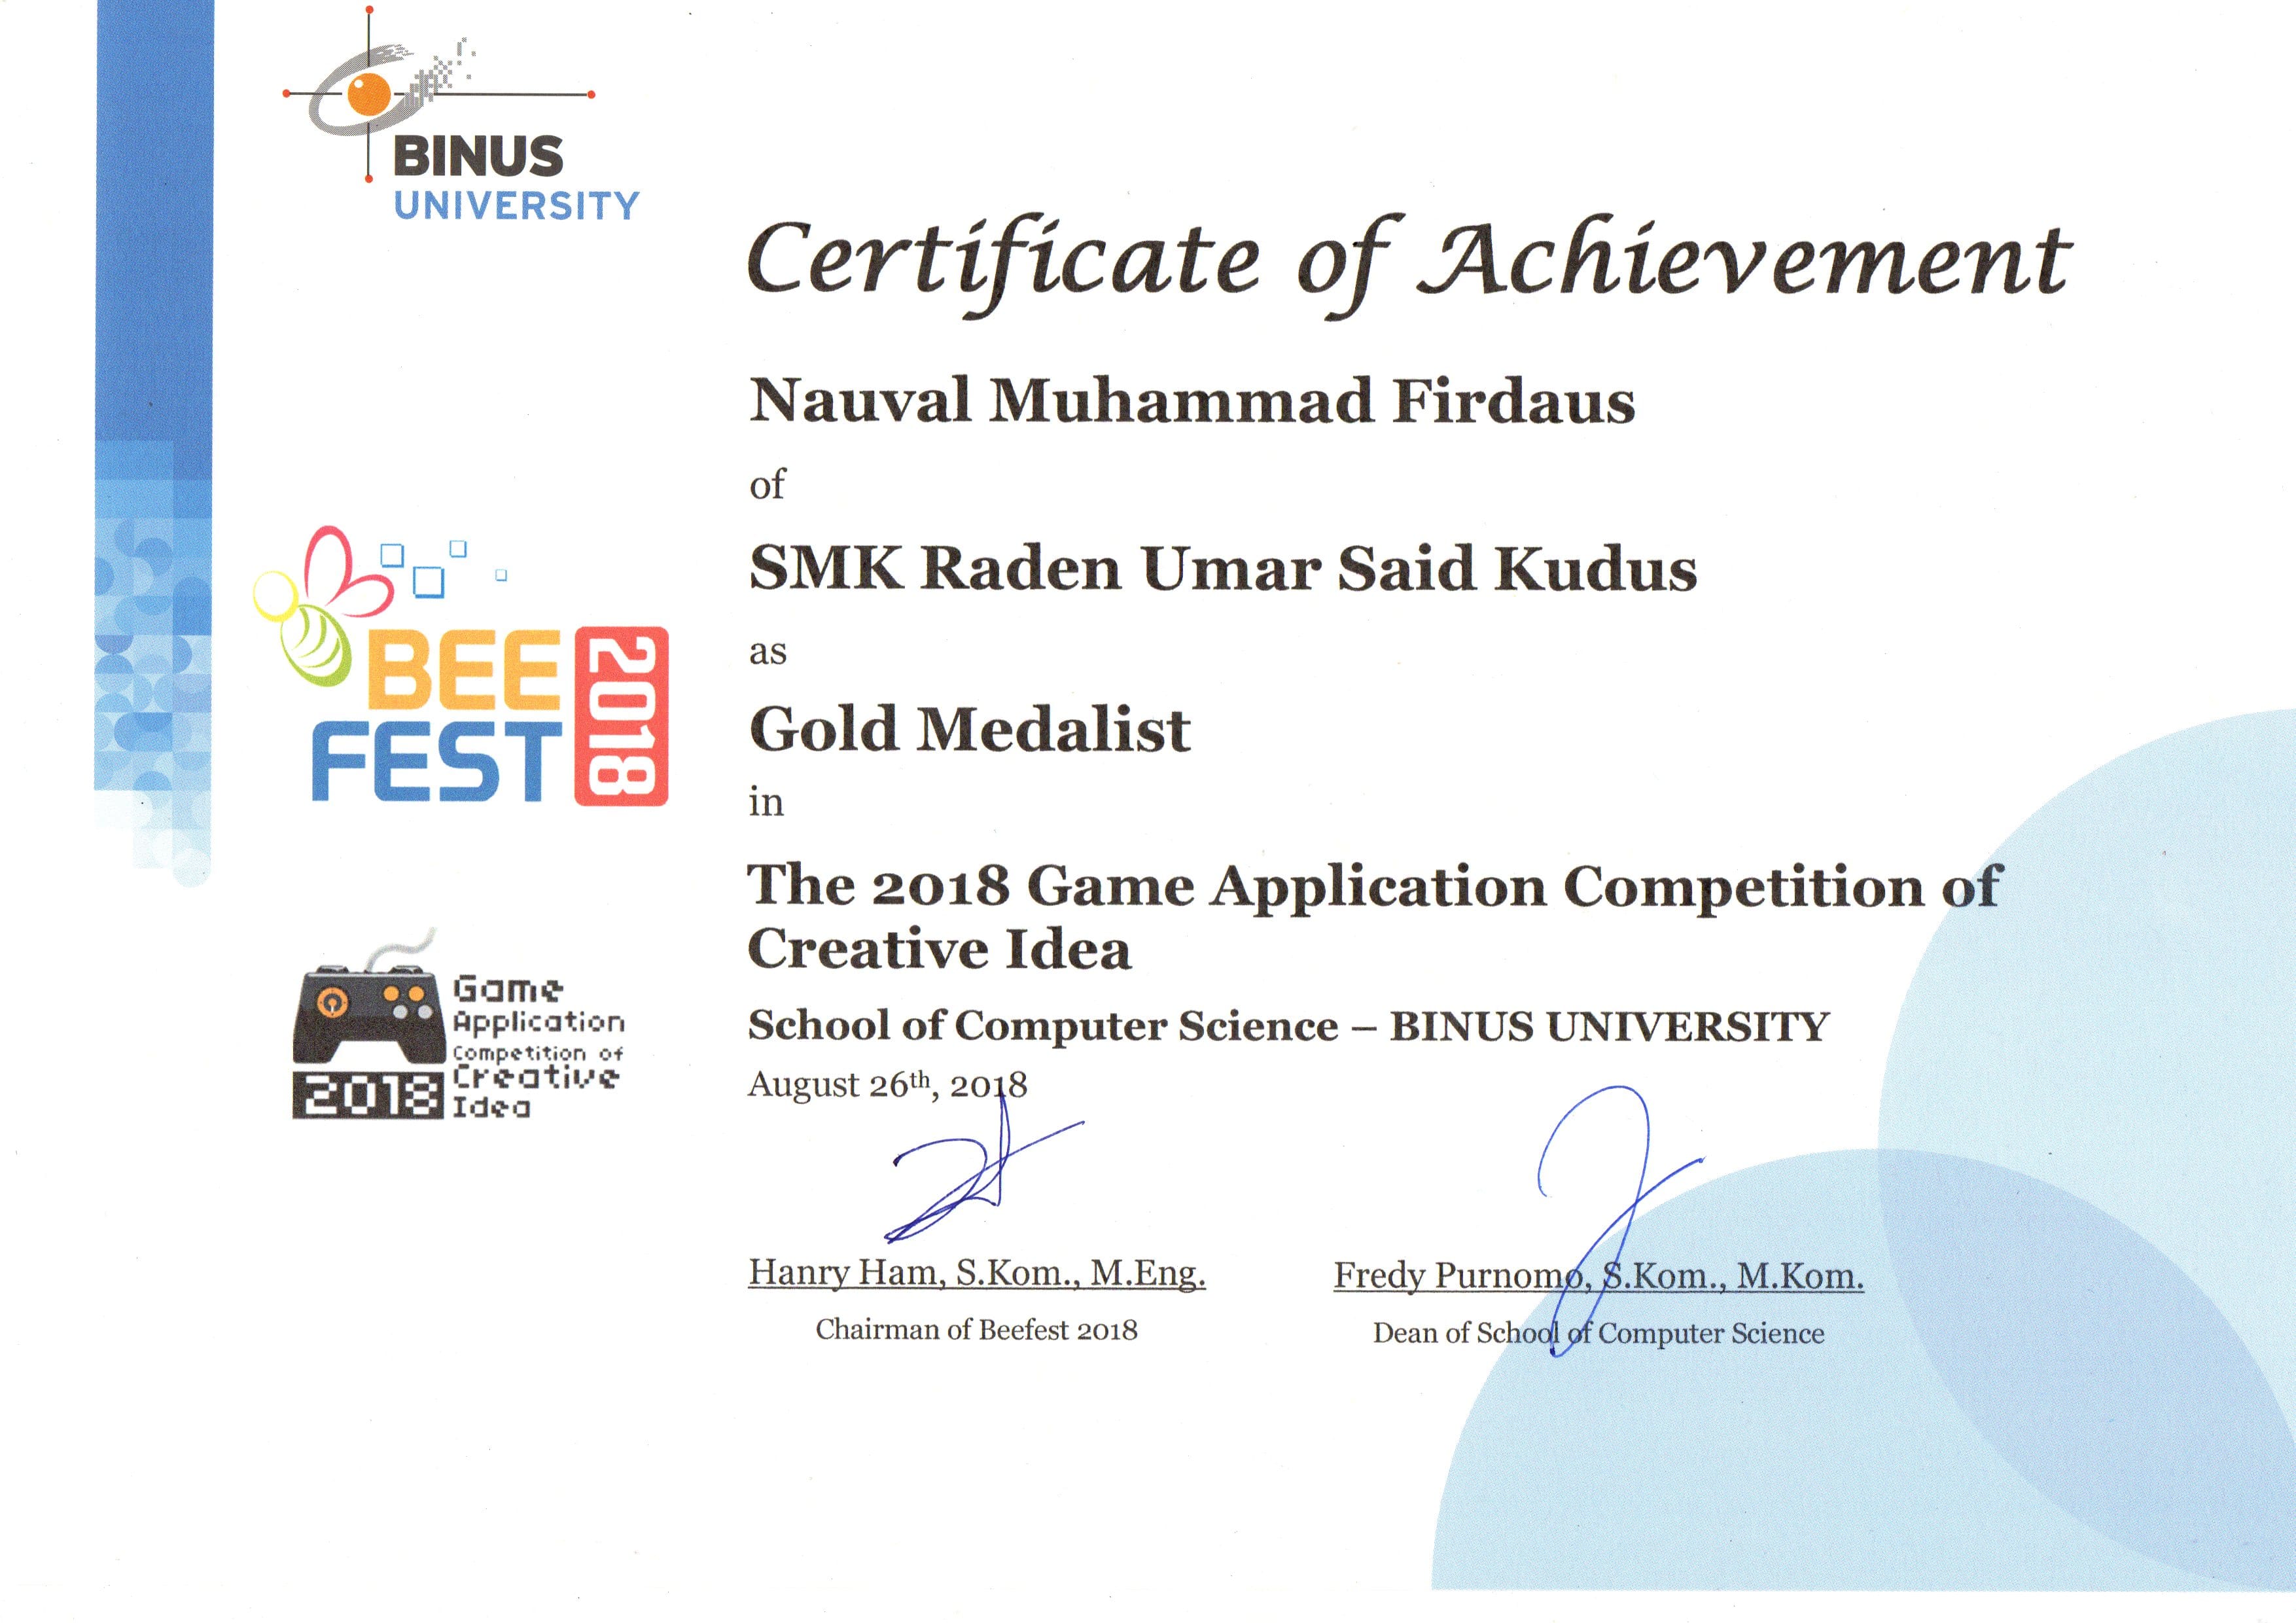 BINUS
UNIVERSITY
Certificate of Achievement
Nauval Muhammad Firdaus
of
SMK Raden Umar Said Kudus
as
Gold Medalist
in
The 2018 Game Application Competition of
Creative Idea
School of Computer Science – BINUS UNIVERSITY
August 26th, 2018
Hanry Ham, S.Kom., M.Eng.
Chairman of Beefest 2018
Fredy Purnomo, S.Kom., M.Kom.
Dean of School of Computer Science
BEE
FEST
2018
Game
Application
Competition of
Creative
Idea
2018